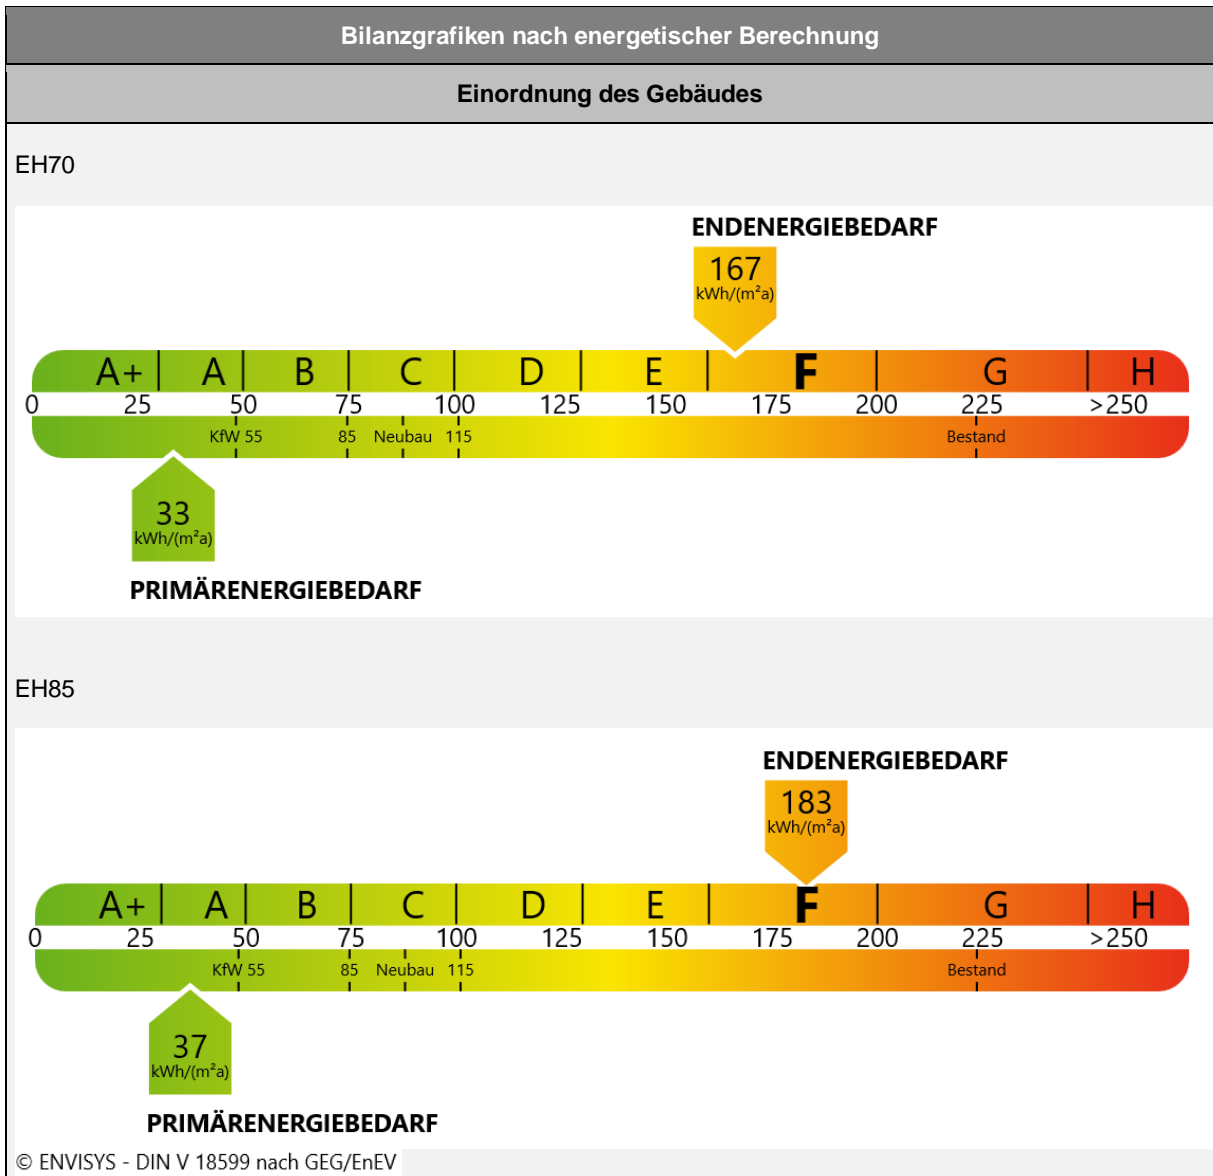 Bilanzgrafiken nach energetischer Berechnung
Einordnung des Gebäudes
EH70
ENDENERGIEBEDARF
167
kWh/(m²a)
A+ A B C D E F G H
0 25 50 75 100 125 150 175 200 225 >250
KfW 55 85 Neubau 115 Bestand
33
kWh/(m²a)
PRIMÄRENERGIEBEDARF
EH85
ENDENERGIEBEDARF
183
kWh/(m²a)
A+ A B C D E F G H
0 25 50 75 100 125 150 175 200 225 >250
KfW 55 85 Neubau 115 Bestand
37
kWh/(m²a)
PRIMÄRENERGIEBEDARF
© ENVISYS - DIN V 18599 nach GEG/EnEV